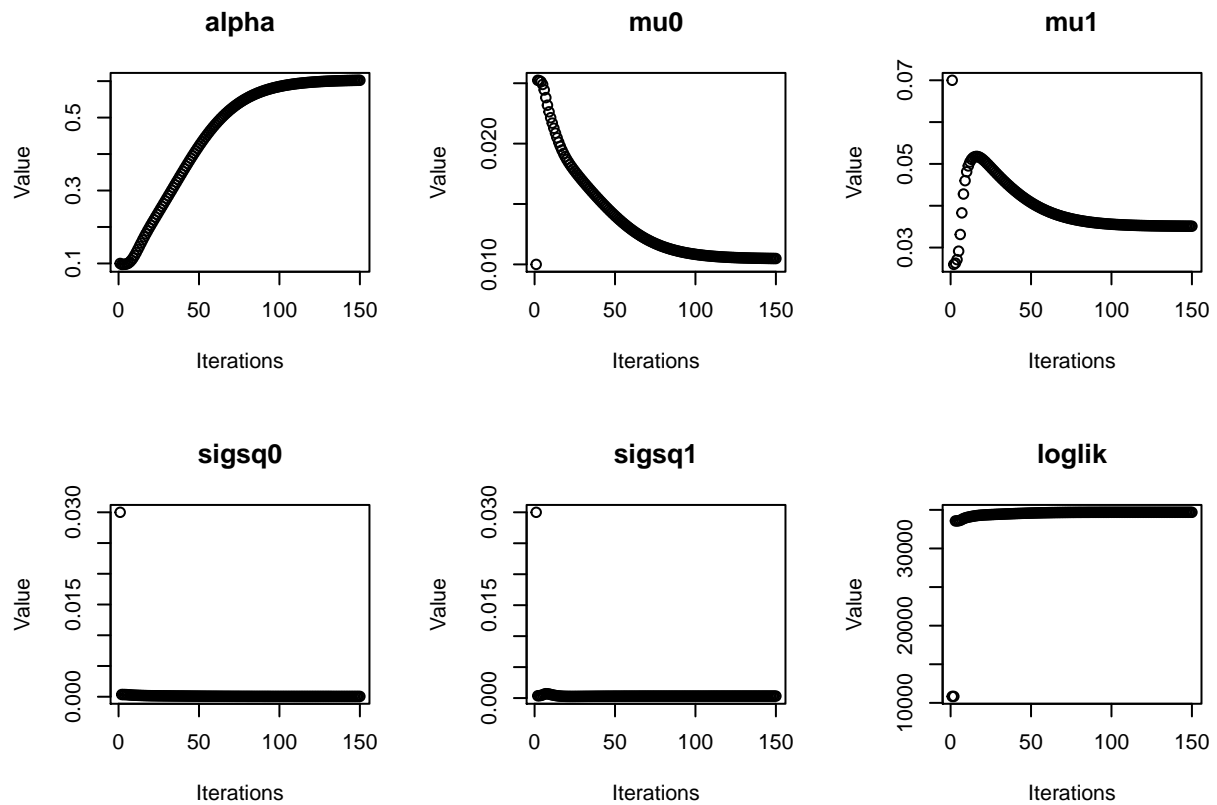 alpha
Value
0.1 0.3 0.5
0 50 100 150
Iterations
mu0
Value
0.010 0.020
0 50 100 150
Iterations
mu1
Value
0.03 0.05 0.07
0 50 100 150
Iterations
sigsq0
Value
0.000 0.015 0.030
0 50 100 150
Iterations
sigsq1
Value
0.000 0.015 0.030
0 50 100 150
Iterations
loglik
Value
10000 20000 30000
0 50 100 150
Iterations